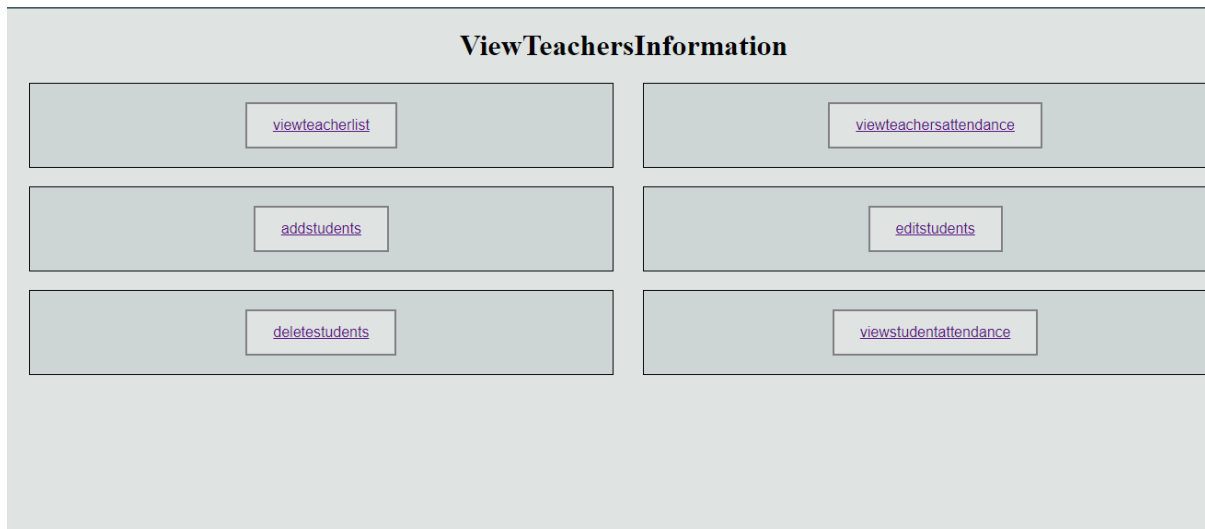 ViewTeachersInformation
viewteacherlist
viewteachersattendance
addstudents
editstudents
deletestudents
viewstudentattendance